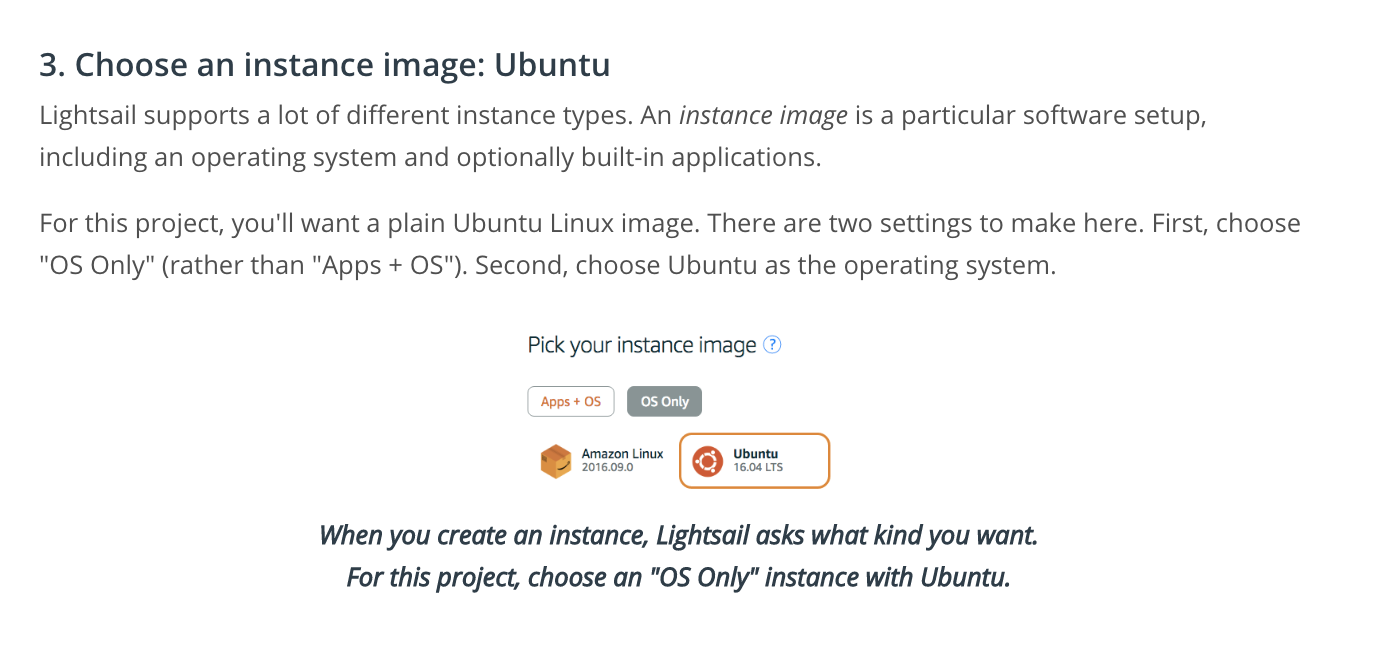 3. Choose an instance image: Ubuntu
Lightsail supports a lot of different instance types. An instance image is a particular software setup,
including an operating system and optionally built-in applications.
For this project, you'll want a plain Ubuntu Linux image. There are two settings to make here. First, choose
"OS Only" (rather than "Apps + OS"). Second, choose Ubuntu as the operating system.
Pick your instance image ?
Apps + OS OS Only
Amazon Linux Ubuntu
2016.09.0 16.04 LTS
When you create an instance, Lightsail asks what kind you want.
For this project, choose an "OS Only" instance with Ubuntu.